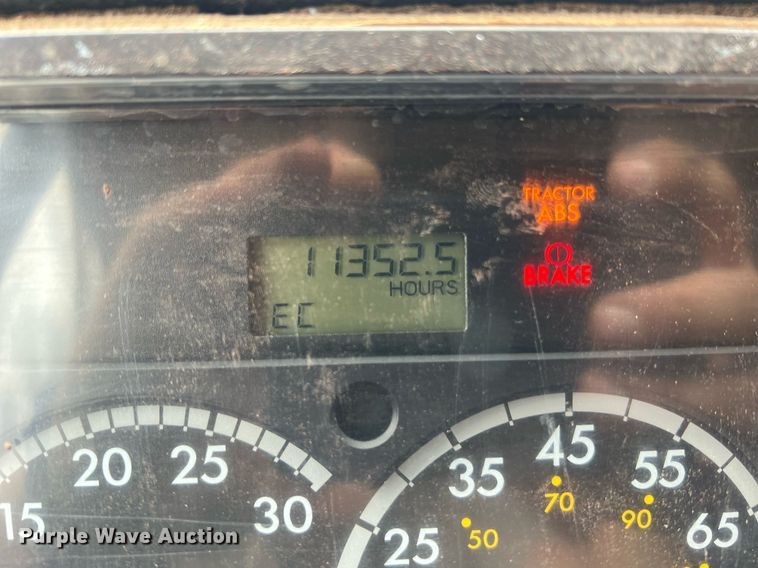 TRACTOR
ABS
11352.5
HOURS
BRAKE
EC
15 20 25 30
25 35 45 55 65
50 70 90
Purple Wave Auction